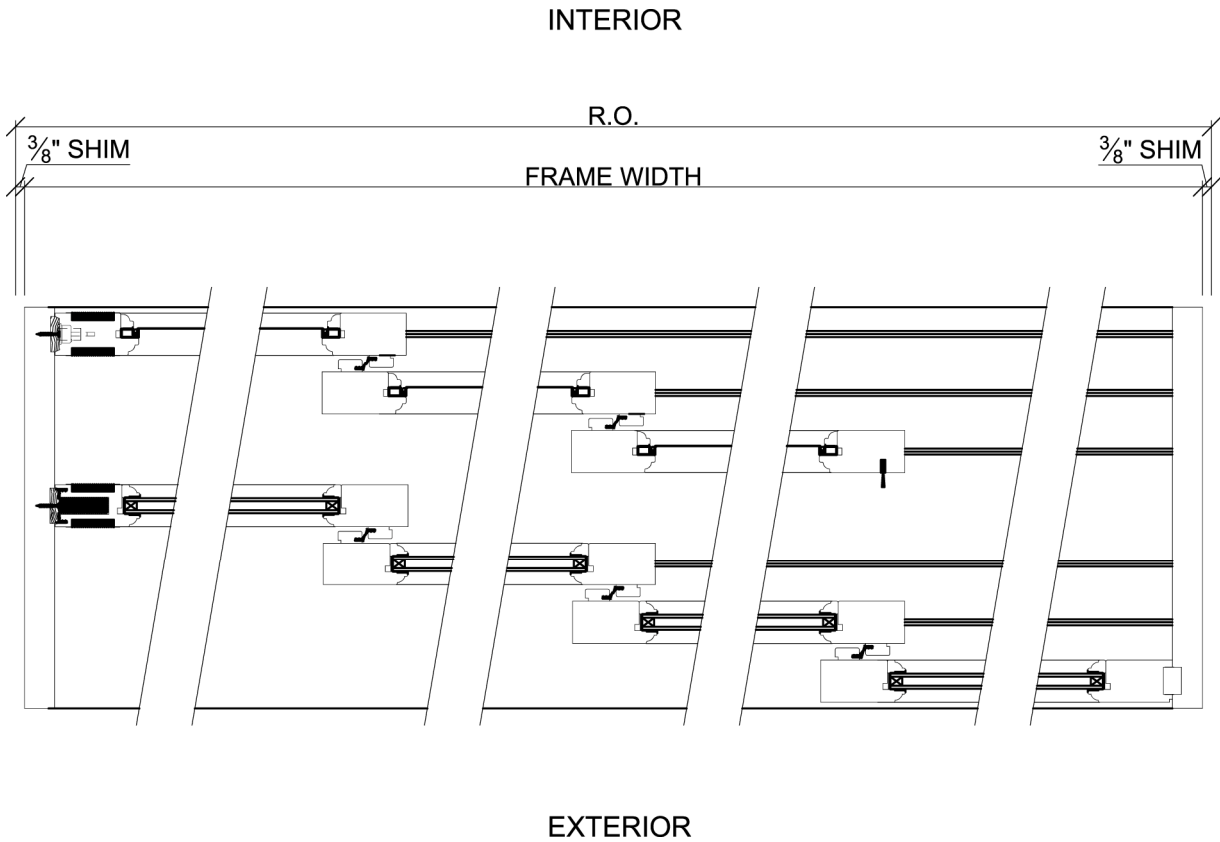 INTERIOR
R.O.
3/8" SHIM
3/8" SHIM
FRAME WIDTH
EXTERIOR